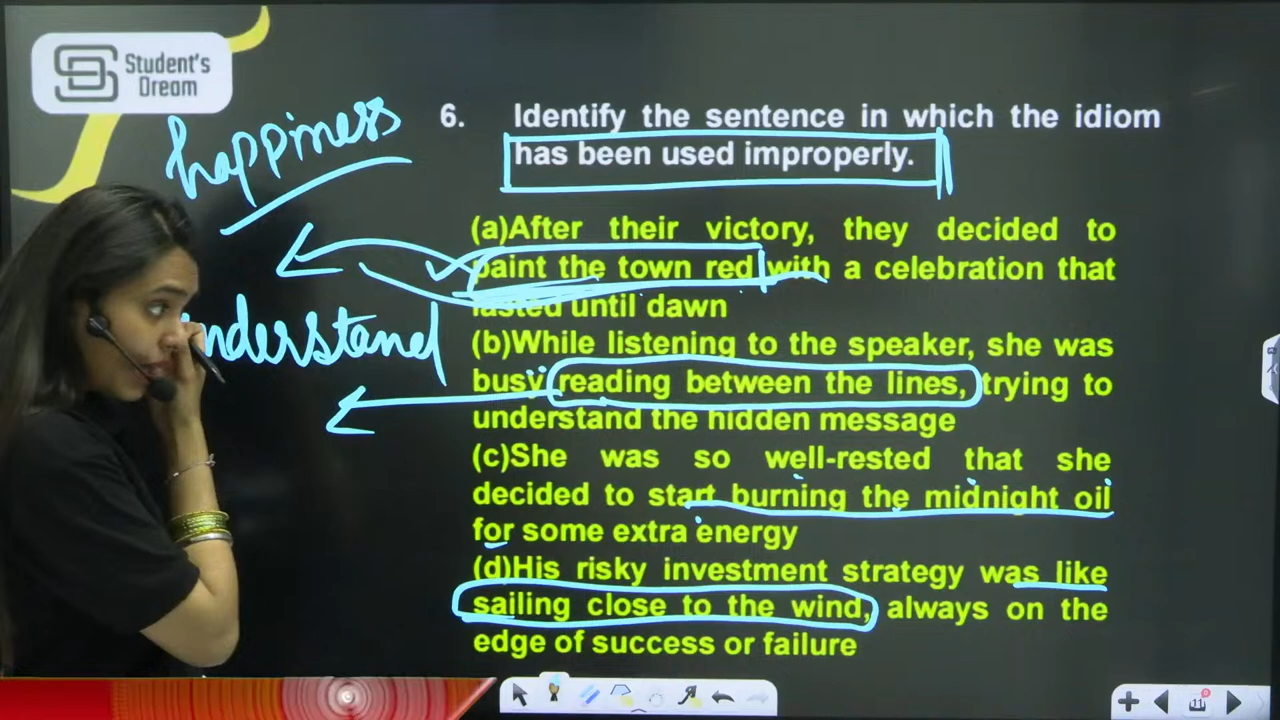 Student's
Dream
happiness
understand
6. Identify the sentence in which the idiom
has been used improperly.
(a)After their victory, they decided to
paint the town red with a celebration that
lasted until dawn
(b)While listening to the speaker, she was
busy reading between the lines, trying to
understand the hidden message
(c)She was so well-rested that she
decided to start burning the midnight oil
for some extra energy
(d)His risky investment strategy was like
sailing close to the wind, always on the
edge of success or failure
11